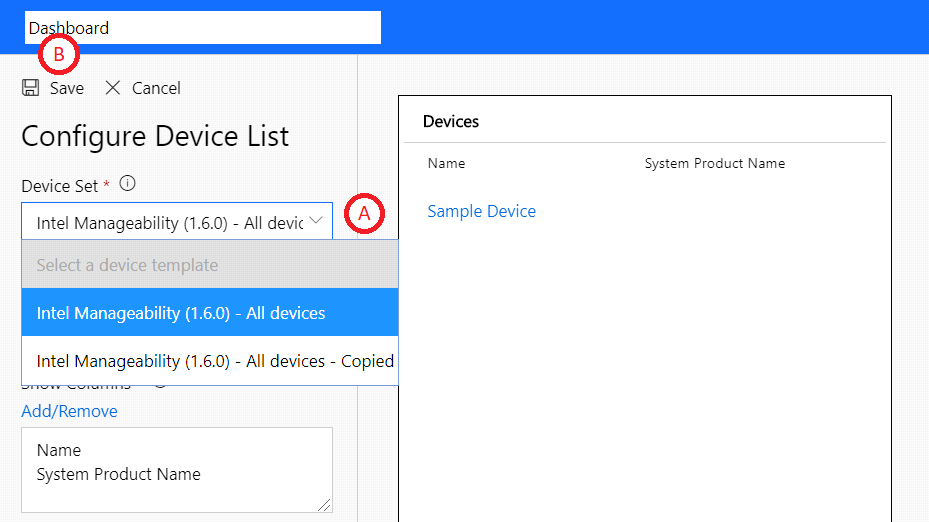 Dashboard
B
Save Cancel
Configure Device List
Device Set * i
Intel Manageability (1.6.0) - All devic
A
Select a device template
Intel Manageability (1.6.0) - All devices
Intel Manageability (1.6.0) - All devices - Copied
Show Columns
Add/Remove
Name
System Product Name
Devices
Name System Product Name
Sample Device